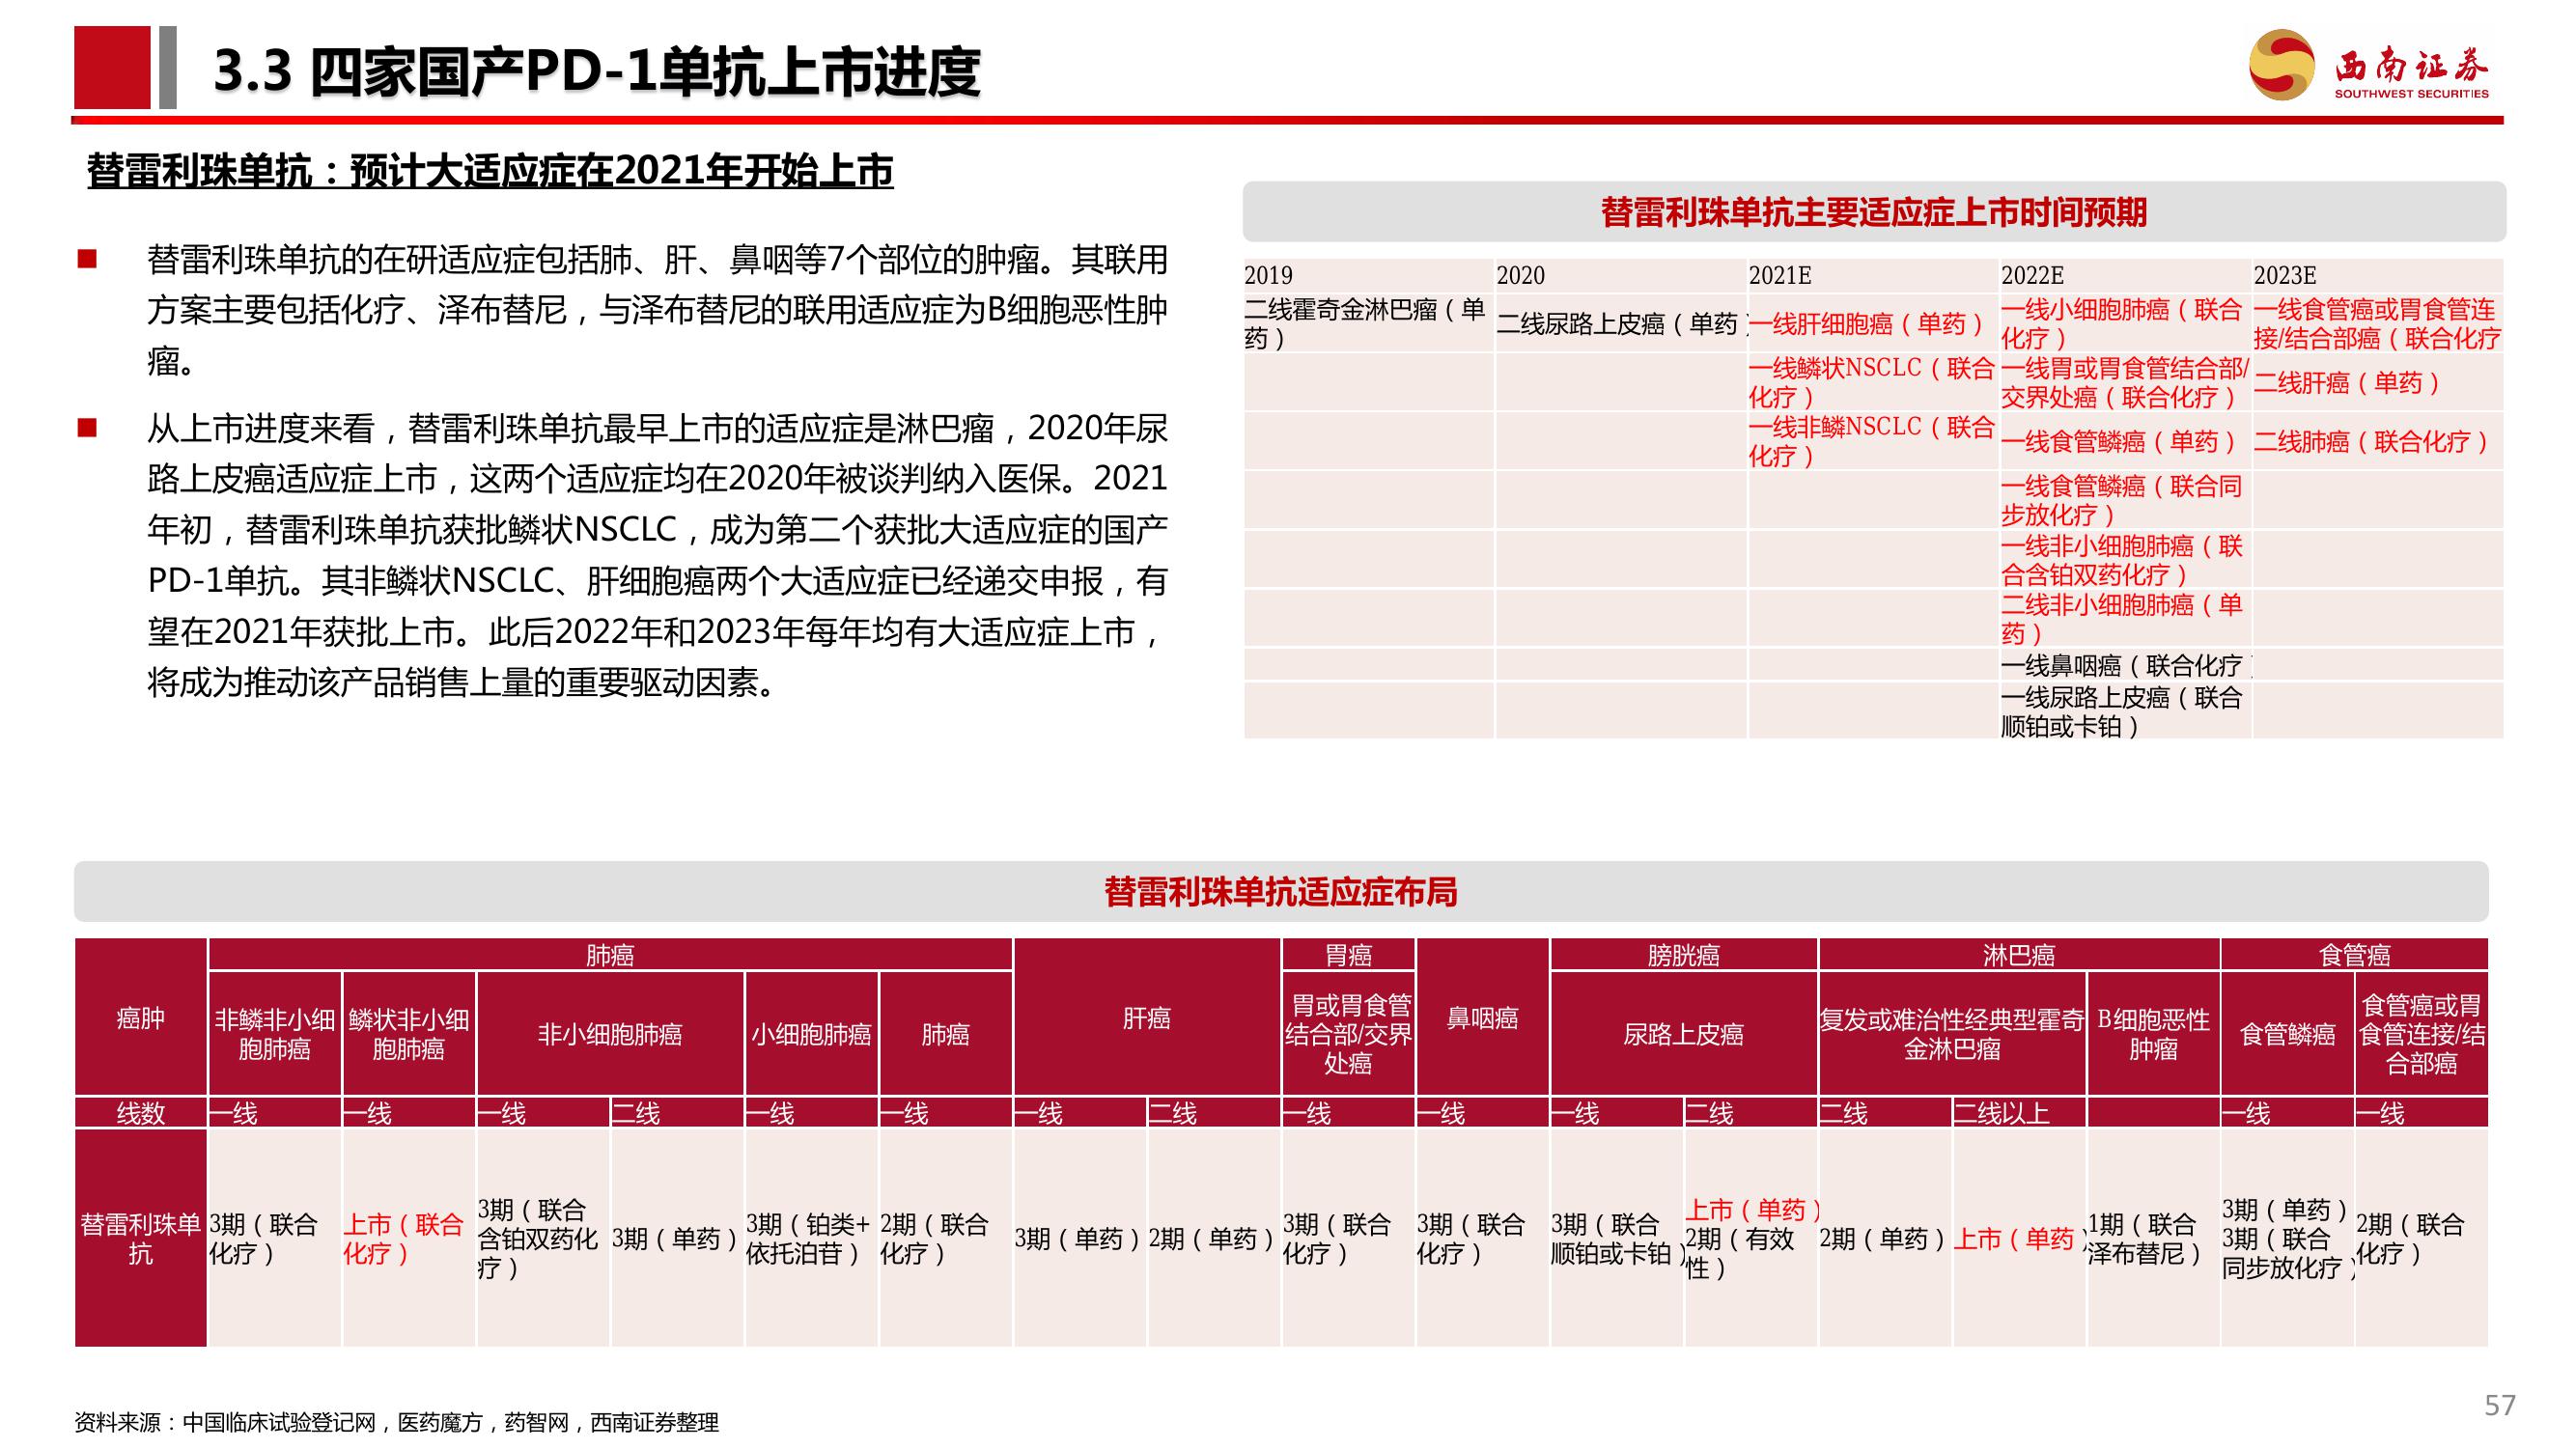 3.3 四家国产PD-1单抗上市进度
西南证券
SOUTHWEST SECURITIES
替雷利珠单抗：预计大适应症在2021年开始上市
替雷利珠单抗的在研适应症包括肺、肝、鼻咽等7个部位的肿瘤。其联用
方案主要包括化疗、泽布替尼，与泽布替尼的联用适应症为B细胞恶性肿
瘤。
从上市进度来看，替雷利珠单抗最早上市的适应症是淋巴瘤，2020年尿
路上皮癌适应症上市，这两个适应症均在2020年被谈判纳入医保。2021
年初，替雷利珠单抗获批鳞状NSCLC，成为第二个获批大适应症的国产
PD-1单抗。其非鳞状NSCLC、肝细胞癌两个大适应症已经递交申报，有
望在2021年获批上市。此后2022年和2023年每年均有大适应症上市，
将成为推动该产品销售上量的重要驱动因素。
替雷利珠单抗主要适应症上市时间预期
2019 2020 2021E 2022E 2023E
二线霍奇金淋巴瘤（单
药）
二线尿路上皮癌（单药）
一线肝细胞癌（单药）
一线小细胞肺癌（联合
化疗）
一线食管癌或胃食管连
接/结合部癌（联合化疗
一线鳞状NSCLC（联合
化疗）
一线胃或胃食管结合部/
交界处癌（联合化疗）
二线肝癌（单药）
一线非鳞NSCLC（联合
化疗）
一线食管鳞癌（单药）
二线肺癌（联合化疗）
一线食管鳞癌（联合同
步放化疗）
一线非小细胞肺癌（联
合含铂双药化疗）
二线非小细胞肺癌（单
药）
一线鼻咽癌（联合化疗）
一线尿路上皮癌（联合
顺铂或卡铂）
替雷利珠单抗适应症布局
癌肿
肺癌
肝癌
胃癌
鼻咽癌
膀胱癌
淋巴癌
食管癌
非鳞非小细
胞肺癌
鳞状非小细
胞肺癌
非小细胞肺癌
小细胞肺癌
肺癌
胃或胃食管
结合部/交界
处癌
尿路上皮癌
复发或难治性经典型霍奇
金淋巴瘤
B细胞恶性
肿瘤
食管鳞癌
食管癌或胃
食管连接/结
合部癌
线数 一线 一线 一线 二线 一线 一线 一线 二线 一线 一线 一线 二线 二线 二线以上 一线 一线
替雷利珠单
抗
3期（联合
化疗）
上市（联合
化疗）
3期（联合
含铂双药化
疗）
3期（单药）
3期（铂类+
依托泊苷）
2期（联合
化疗）
3期（单药）
2期（单药）
3期（联合
化疗）
3期（联合
化疗）
3期（联合
顺铂或卡铂）
上市（单药）
2期（有效
性）
2期（单药）
上市（单药）
1期（联合
泽布替尼）
3期（单药）
3期（联合
同步放化疗）
2期（联合
化疗）
资料来源：中国临床试验登记网，医药魔方，药智网，西南证券整理
57